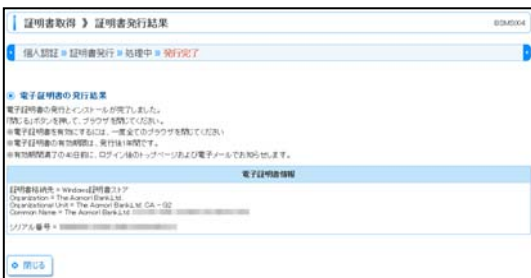 証明書取得 》 証明書発行結果
BSMS004
個人認証 » 証明書発行 » 処理中 » 発行完了
電子証明書の発行結果
電子証明書の発行とインストールが完了しました。
「閉じる」ボタンを押して、ブラウザを閉じてください。
※電子証明書を有効にするには、一度全てのブラウザを閉じてください
※電子証明書の有効期間は、発行後1年間です。
※有効期間満了の40日前に、ログイン後のトップページおよび電子メールでお知らせします。
電子証明書情報
証明書格納先 = Windows証明書ストア
Organization = The Aomori Bank,Ltd.
Organizational Unit = The Aomori Bank,Ltd. CA - G2
Common Name = The Aomori Bank,Ltd.
シリアル番号 =
閉じる